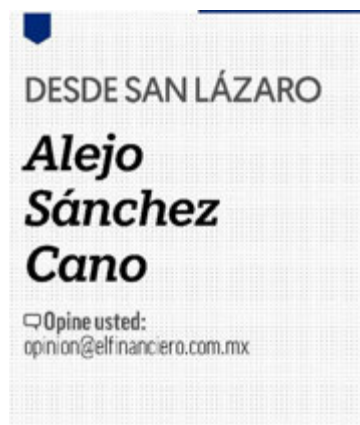 DESDE SAN LÁZARO
Alejo
Sánchez
Cano
Opine usted:
opinion@elfinanciero.com.mx